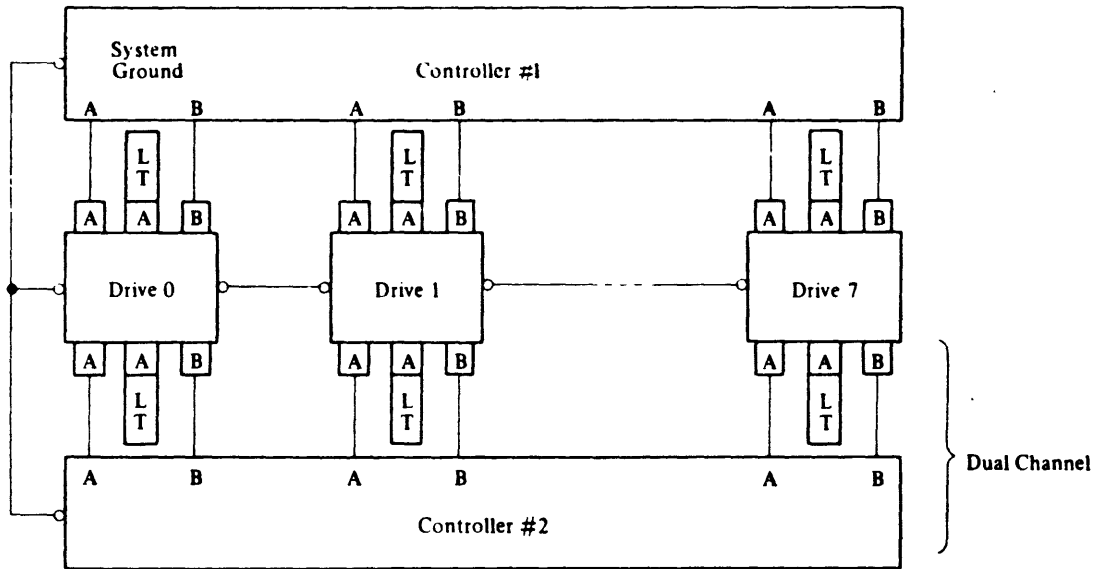 System
Ground
Controller #1
A B A B A B
L
T
L
T
L
T
A A B A A B A A B
Drive 0 Drive 1 Drive 7
A A B A A B A A B
L
T
L
T
L
T
A B A B A B
Dual Channel
Controller #2